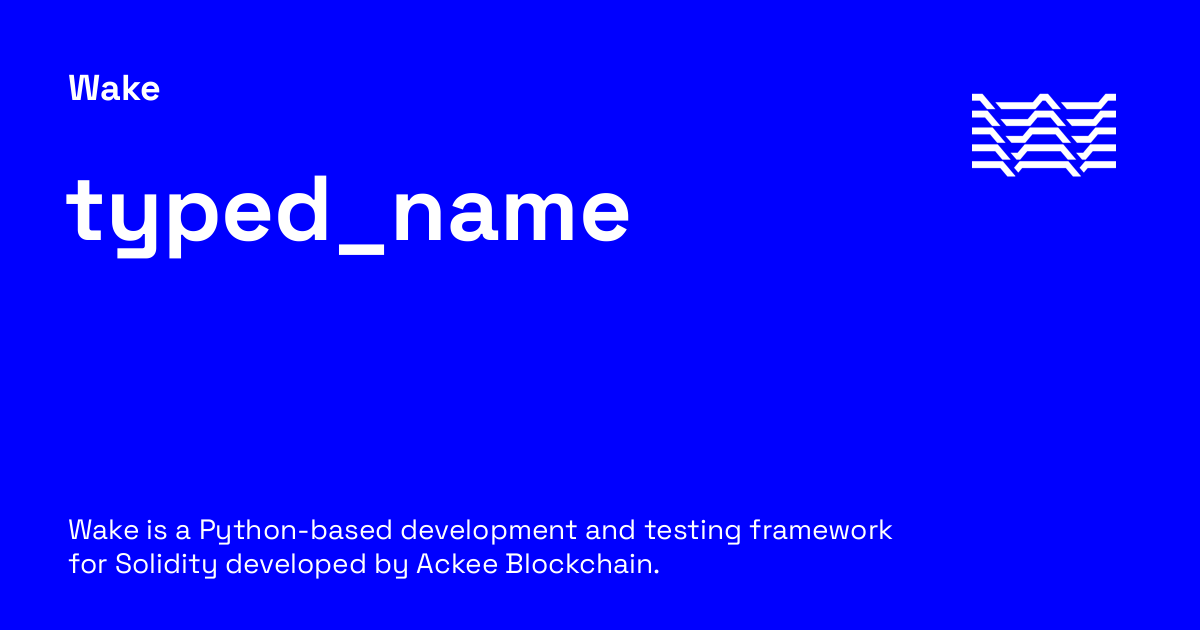 Wake
typed_name
Wake is a Python-based development and testing framework
for Solidity developed by Ackee Blockchain.